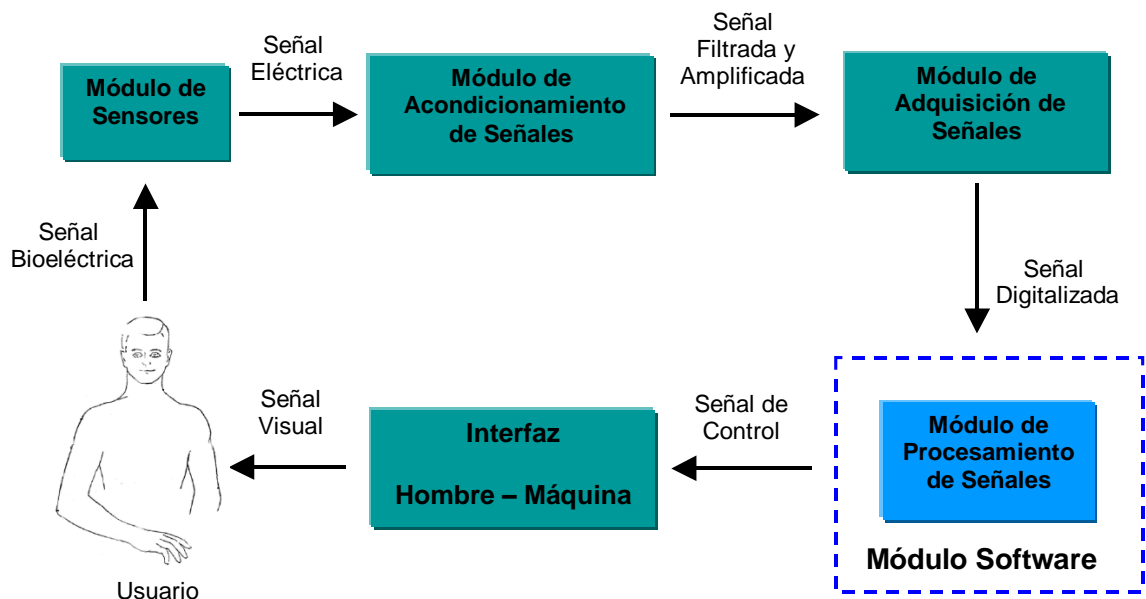 Módulo de
Sensores
Señal
Eléctrica
Módulo de
Acondicionamiento
de Señales
Señal
Filtrada y
Amplificada
Módulo de
Adquisición de
Señales
Señal
Bioeléctrica
Señal
Digitalizada
Usuario
Señal
Visual
Interfaz
Hombre – Máquina
Señal de
Control
Módulo de
Procesamiento
de Señales
Módulo Software